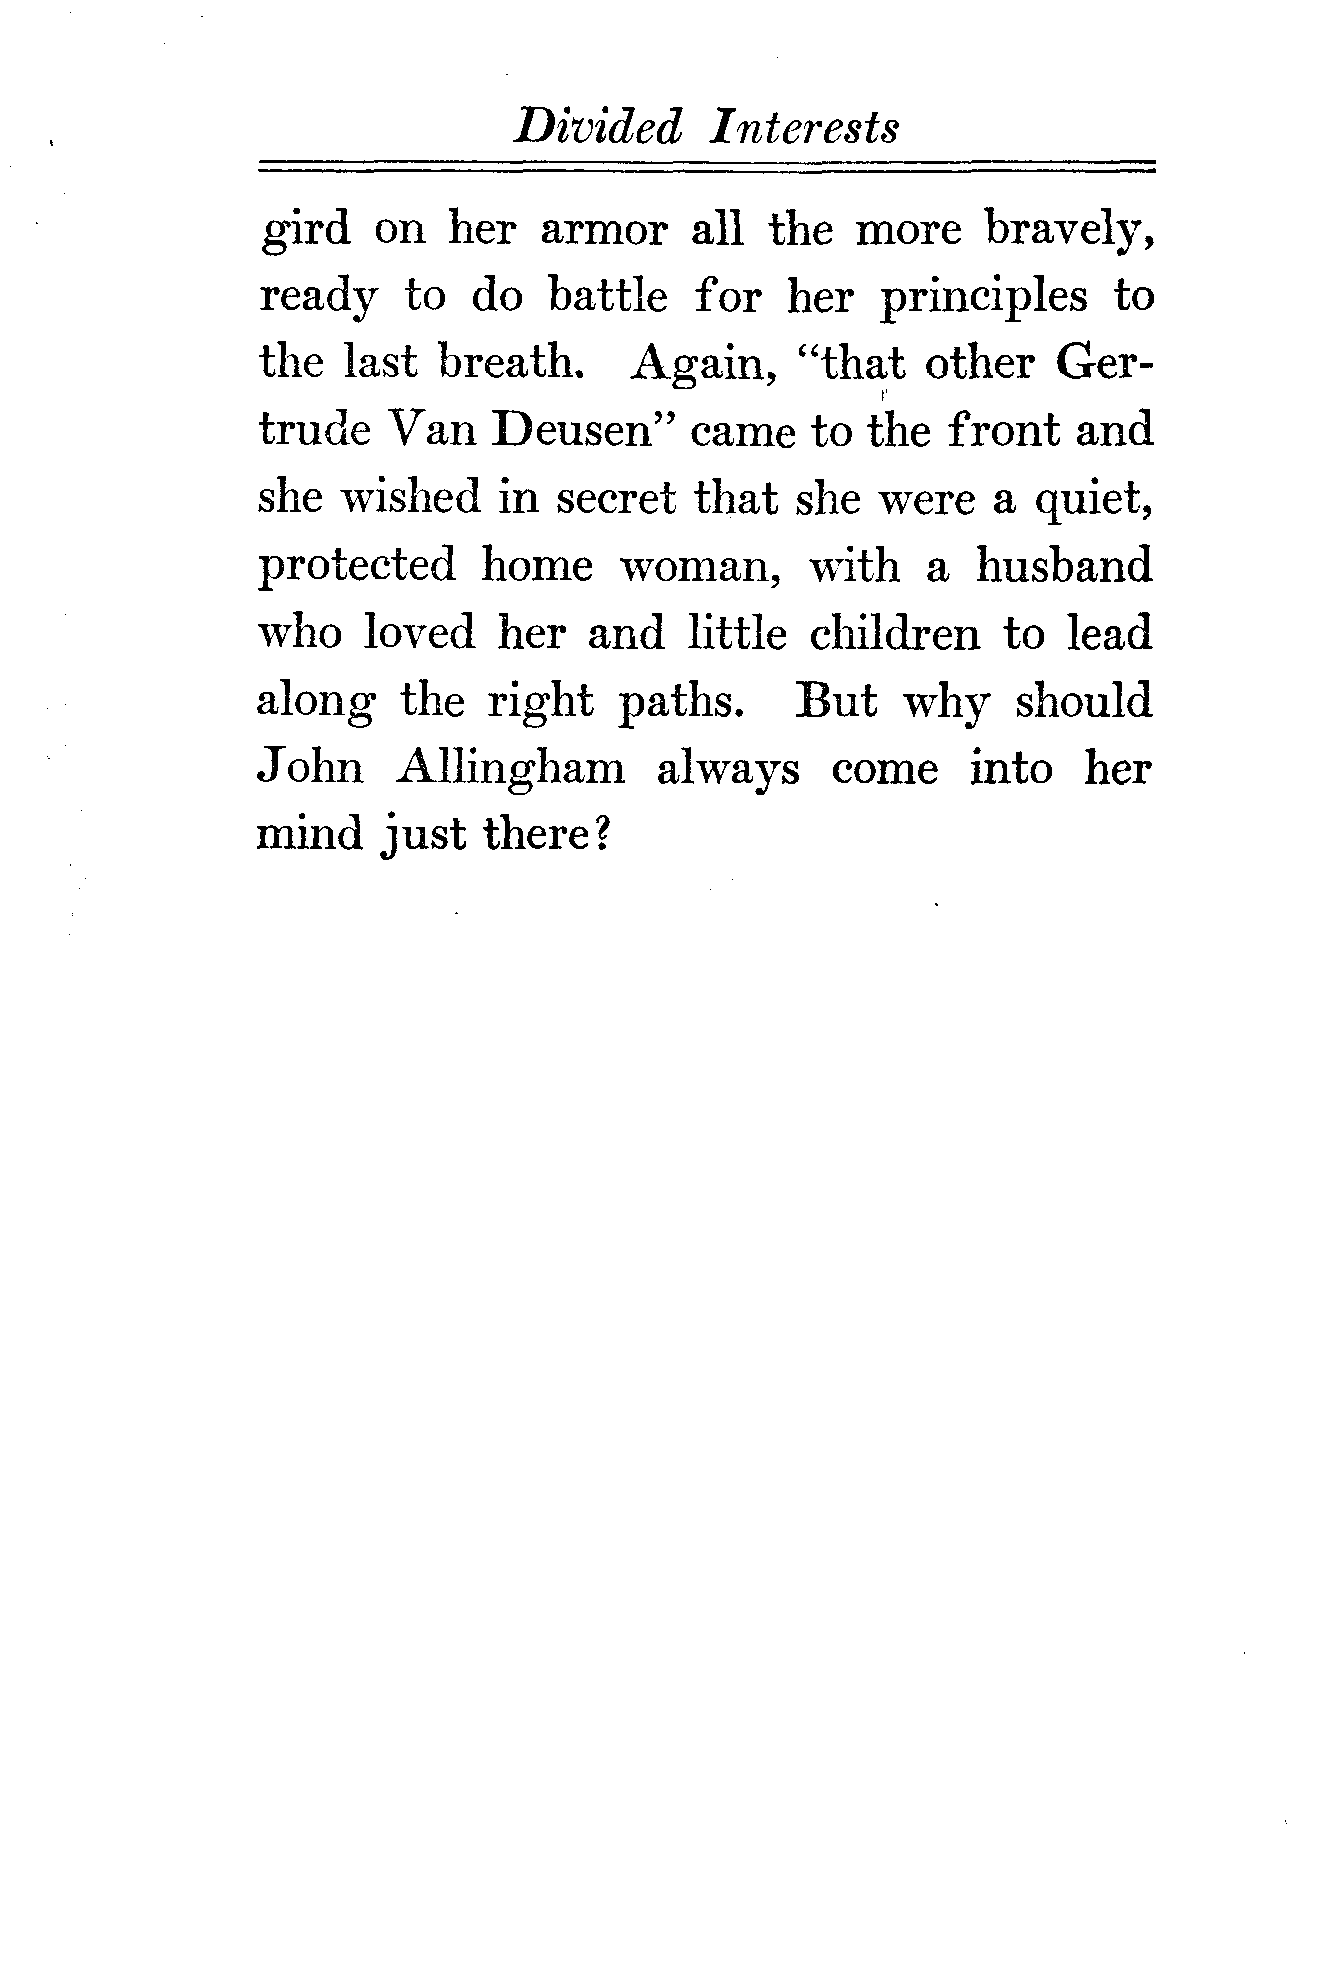 Divided Interests
gird on her armor all the more bravely,
ready to do battle for her principles to
the last breath. Again, “that other Ger-
trude Van Deusen” came to the front and
she wished in secret that she were a quiet,
protected home woman, with a husband
who loved her and little children to lead
along the right paths. But why should
John Allingham always come into her
mind just there?